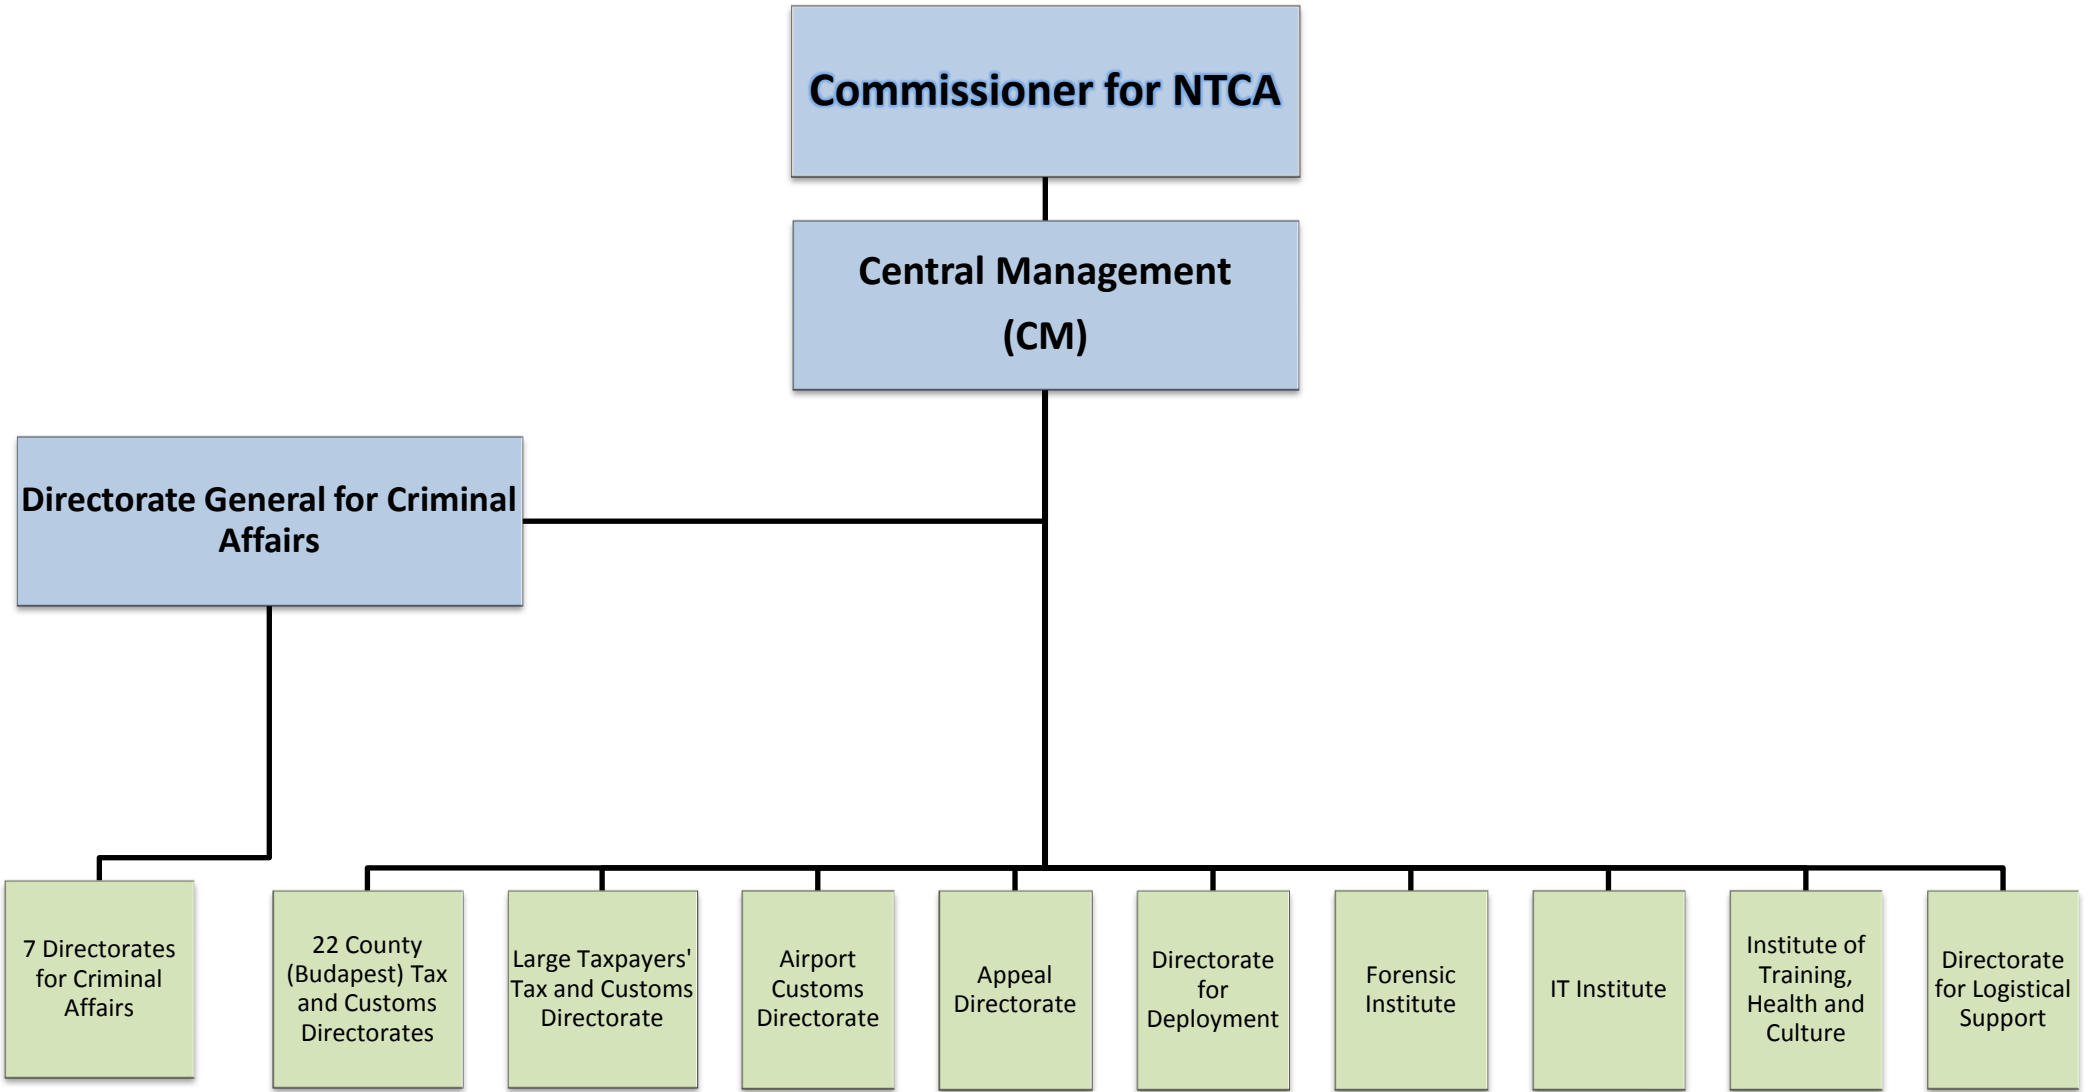 Commissioner for NTCA
Central Management
(CM)
Directorate General for Criminal
Affairs
7 Directorates
for Criminal
Affairs
22 County
(Budapest) Tax
and Customs
Directorates
Large Taxpayers'
Tax and Customs
Directorate
Airport
Customs
Directorate
Appeal
Directorate
Directorate
for
Deployment
Forensic
Institute
IT Institute
Institute of
Training,
Health and
Culture
Directorate
for Logistical
Support